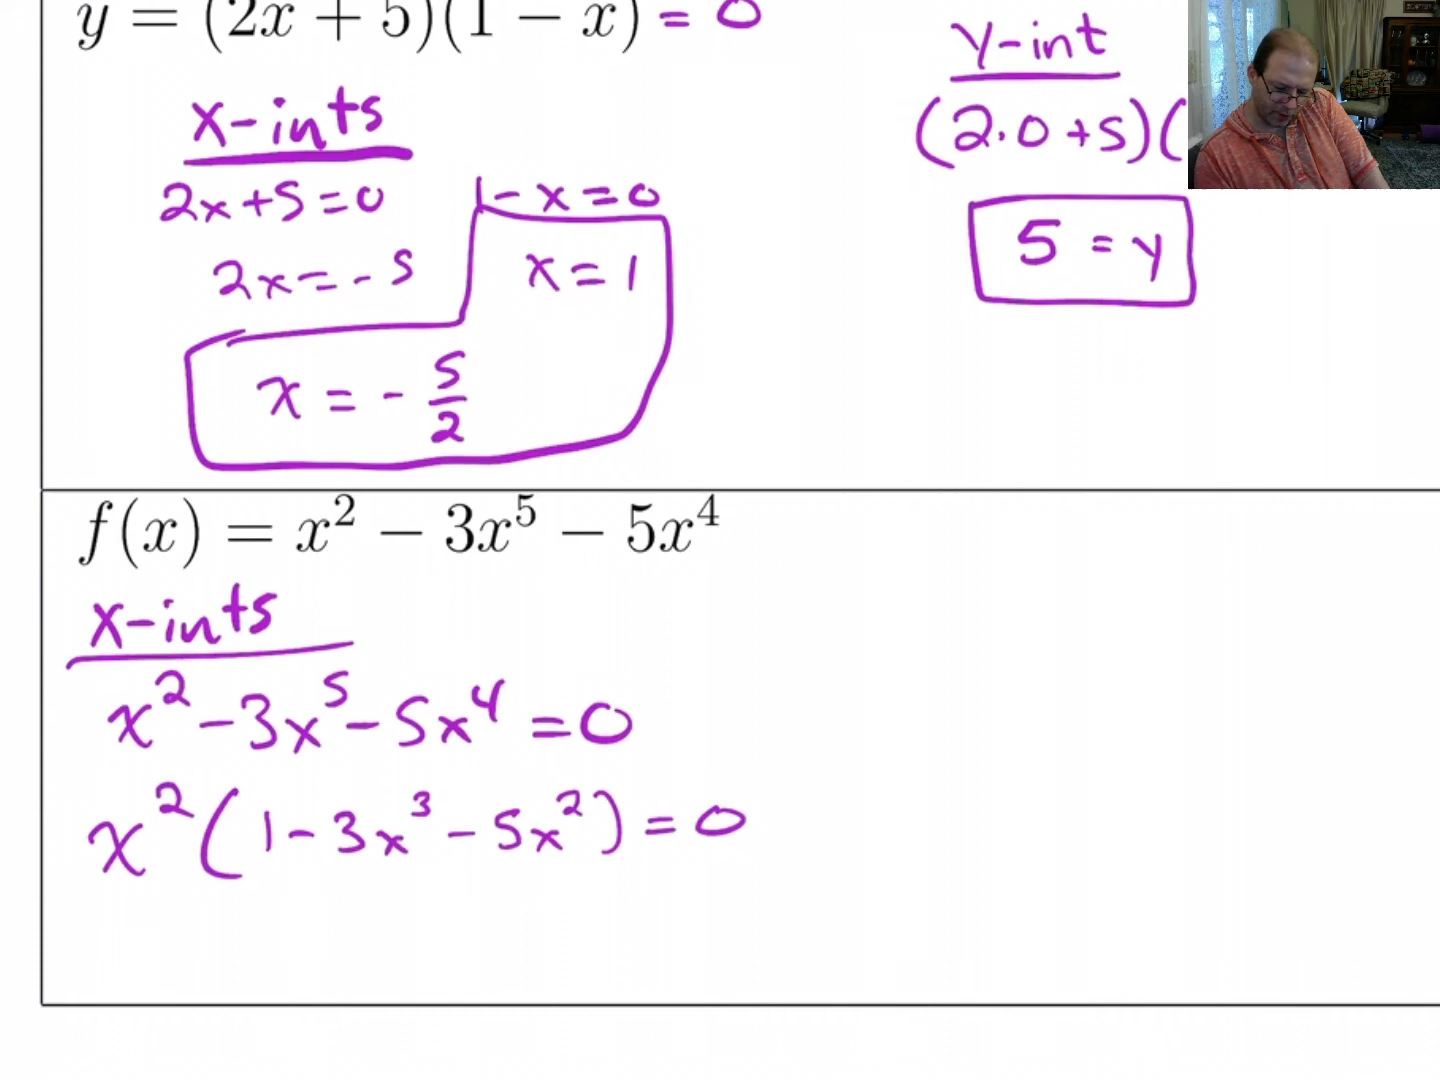 y = (2x + 5)(1 − x) = 0
x-ints
2x+5=0
1-x=0
2x=-5
x=1
x = - 5/2
y-int
(2·0+5)(
5 = y
f(x) = x² − 3x⁵ − 5x⁴
x-ints
x²-3x⁵-5x⁴=0
x²(1-3x³-5x²)=0